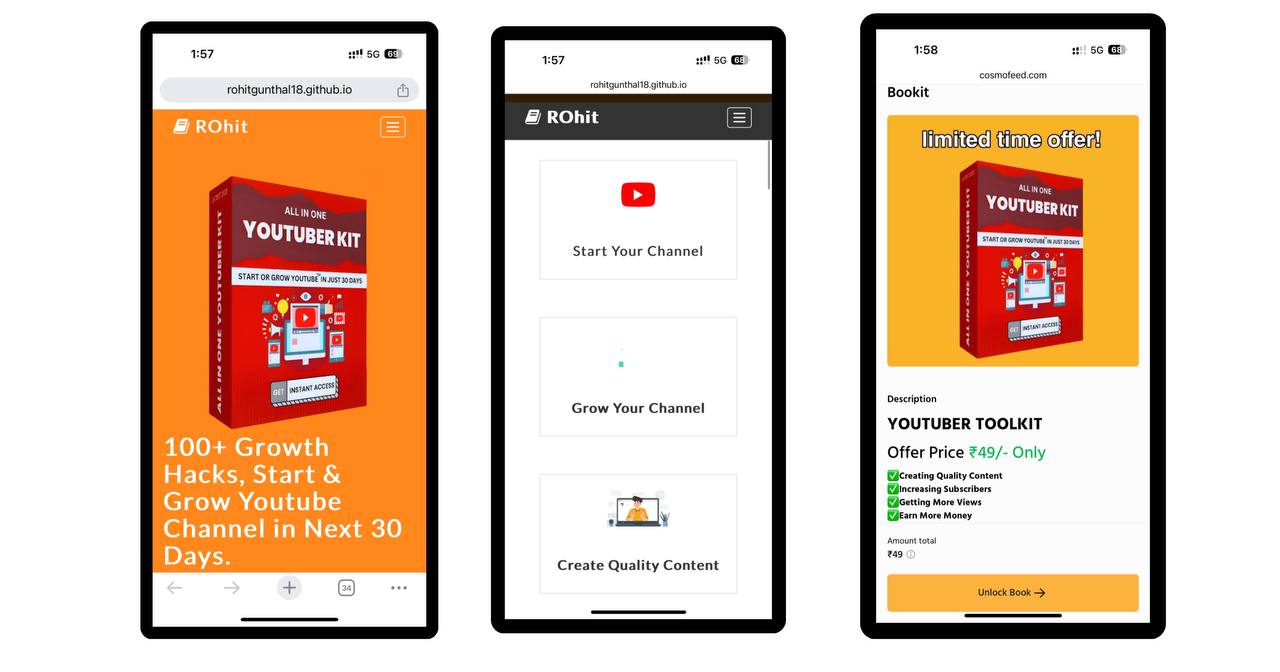 1:57
5G
rohitgunthal18.github.io
ROhit
ALL IN ONE YOUTUBER KIT
ALL IN ONE
YOUTUBER KIT
START OR GROW YOUTUBE IN JUST 30 DAYS
GET INSTANT ACCESS
100+ Growth
Hacks, Start &
Grow Youtube
Channel in Next 30
Days.
34
1:57
5G
68
rohitgunthal18.github.io
ROhit
Start Your Channel
Grow Your Channel
Create Quality Content
1:58
5G
68
cosmofeed.com
Bookit
limited time offer!
ALL IN ONE YOUTUBER KIT
ALL IN ONE
YOUTUBER KIT
START OR GROW YOUTUBE IN JUST 30 DAYS
GET INSTANT ACCESS
Description
YOUTUBER TOOLKIT
Offer Price ₹49/- Only
✅Creating Quality Content
✅Increasing Subscribers
✅Getting More Views
✅Earn More Money
Amount total
₹49
Unlock Book →